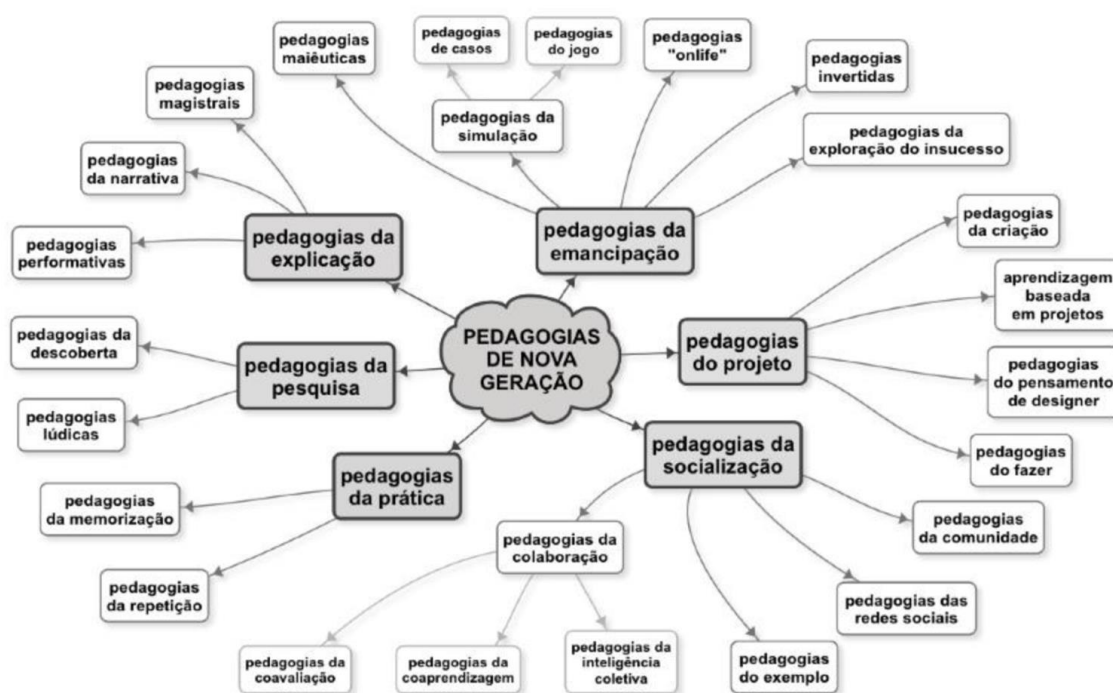 pedagogias
maiêuticas
pedagogias
de casos
pedagogias
do jogo
pedagogias
"onlife"
pedagogias
invertidas
pedagogias
magistrais
pedagogias da
simulação
pedagogias da
exploração do insucesso
pedagogias
da narrativa
pedagogias da
explicação
pedagogias da
emancipação
pedagogias
da criação
pedagogias
performativas
aprendizagem
baseada
em projetos
PEDAGOGIAS
DE NOVA
GERAÇÃO
pedagogias da
descoberta
pedagogias da
pesquisa
pedagogias
do projeto
pedagogias
do pensamento
de designer
pedagogias
lúdicas
pedagogias da
socialização
pedagogias
do fazer
pedagogias
da prática
pedagogias
da memorização
pedagogias da
colaboração
pedagogias
da comunidade
pedagogias
da repetição
pedagogias das
redes sociais
pedagogias da
coavaliação
pedagogias da
coaprendizagem
pedagogias da
inteligência
coletiva
pedagogias
do exemplo